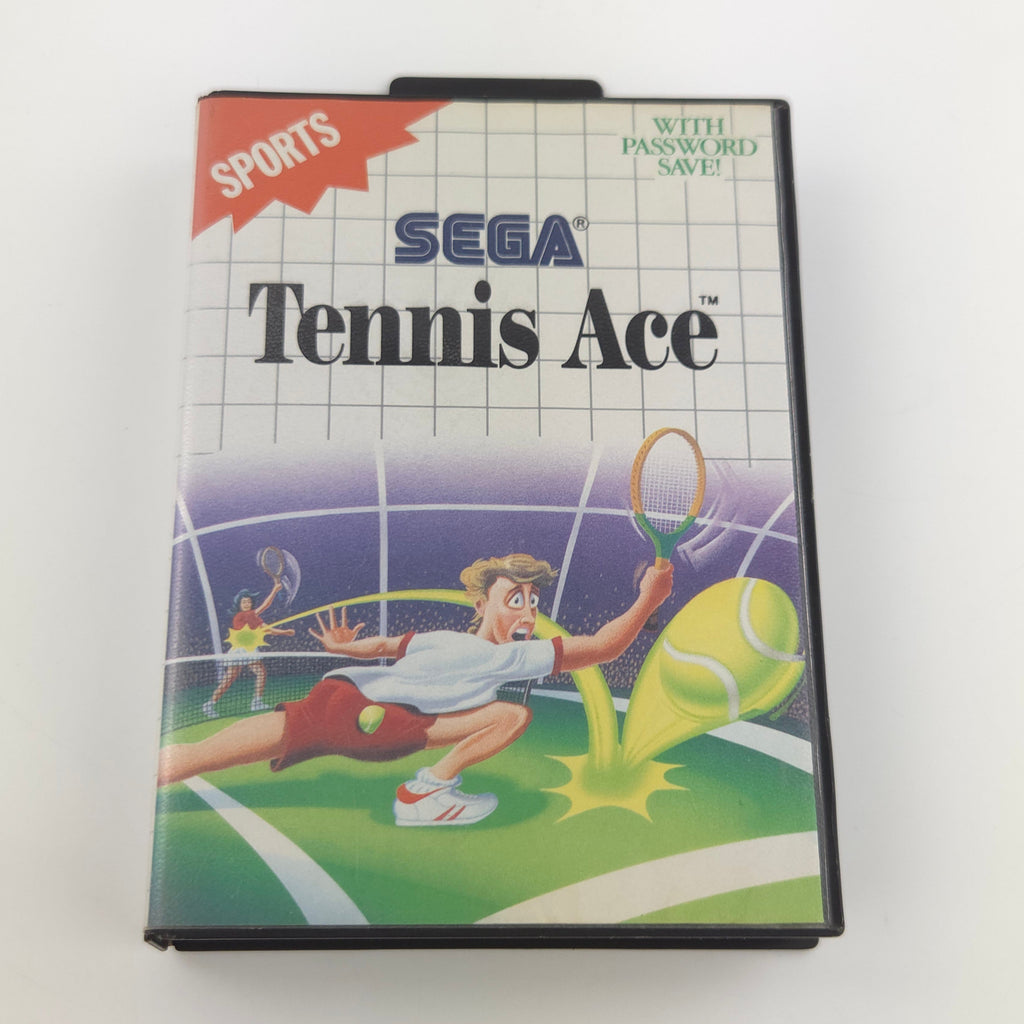 SPORTS
WITH
PASSWORD
SAVE!
SEGA®
Tennis Ace™